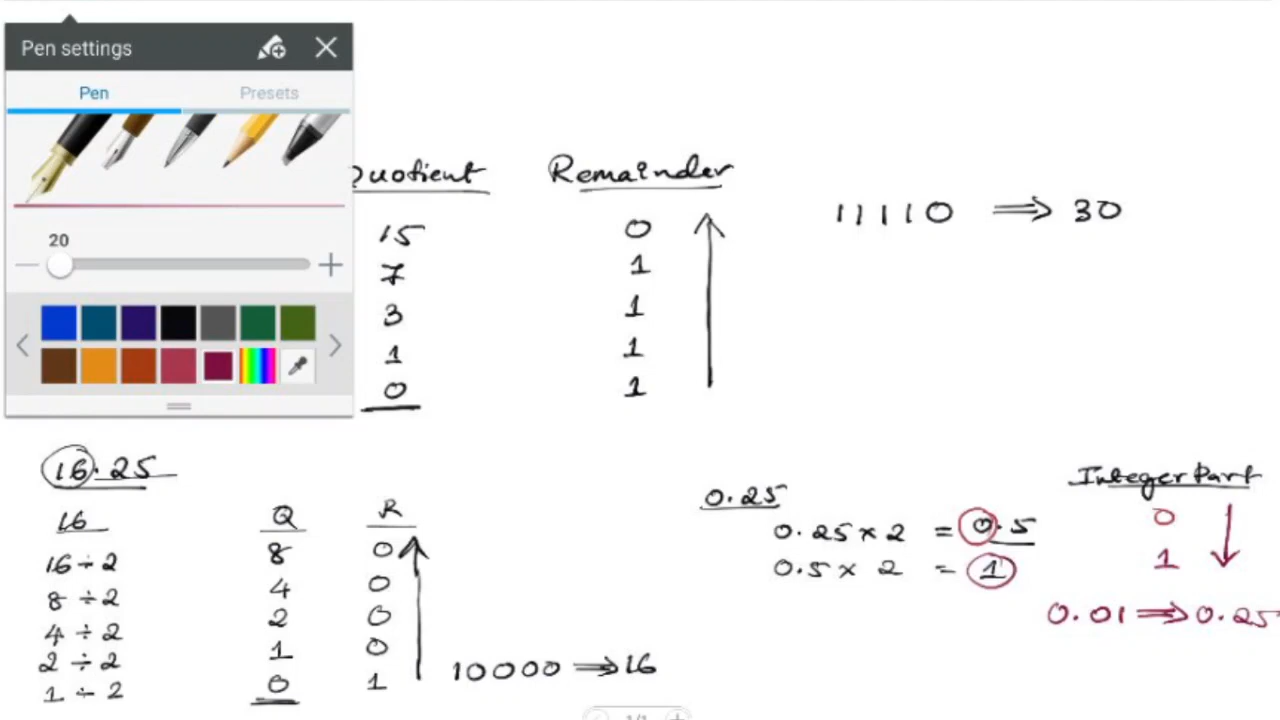 Pen settings
Pen Presets
20
Quotient Remainder
15 0
7 1
3 1
1 1
0 1
11110 ⇒ 30
16.25
16 Q R
16 ÷ 2 8 0
8 ÷ 2 4 0
4 ÷ 2 2 0
2 ÷ 2 1 0
1 ÷ 2 0 1
10000 ⇒ 16
0.25 Integer Part
0.25 × 2 = 0.5 0
0.5 × 2 = 1 1
0.01 ⇒ 0.25
1/1